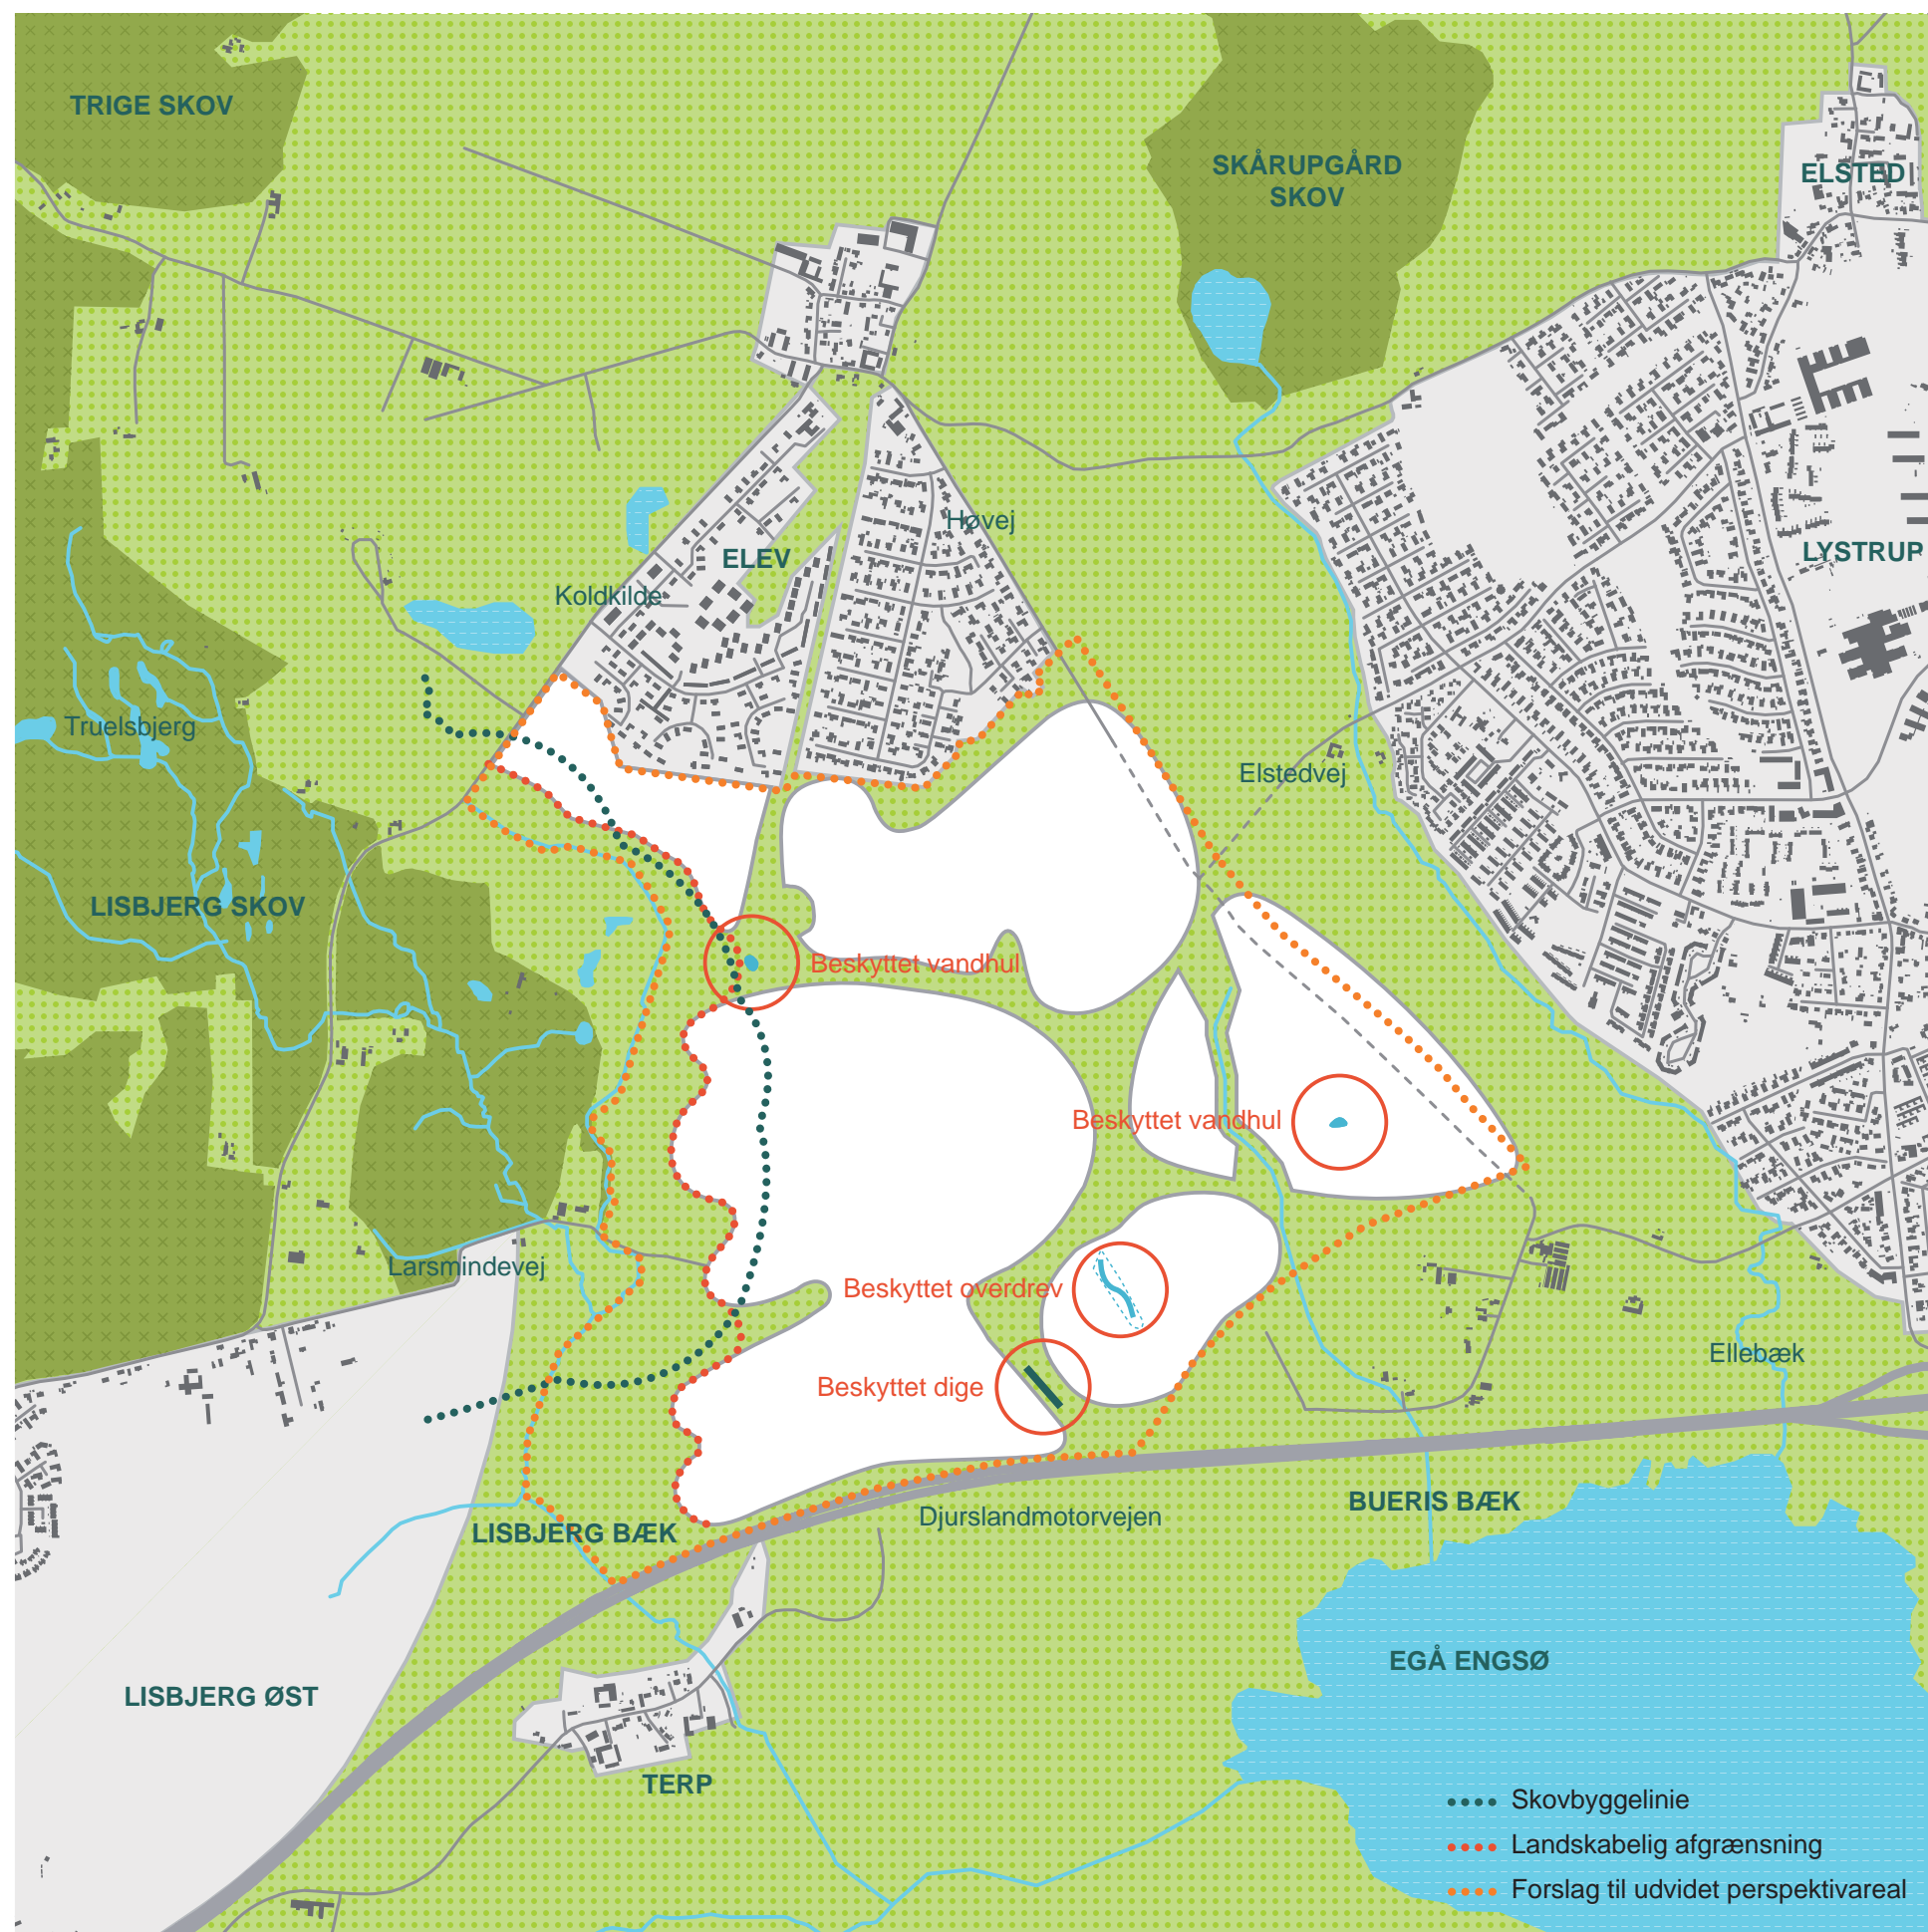 TRIGE SKOV
SKÅRUPGÅRD
SKOV
ELSTED
Høvej
ELEV
LYSTRUP
Koldkilde
Truelsbjerg
Elstedvej
LISBJERG SKOV
Beskyttet vandhul
Beskyttet vandhul
Larsmindevej
Beskyttet overdrev
Ellebæk
Beskyttet dige
BUERIS BÆK
Djurslandmotorvejen
LISBJERG BÆK
EGÅ ENGSØ
LISBJERG ØST
TERP
Skovbyggelinie
Landskabelig afgrænsning
Forslag til udvidet perspektivareal